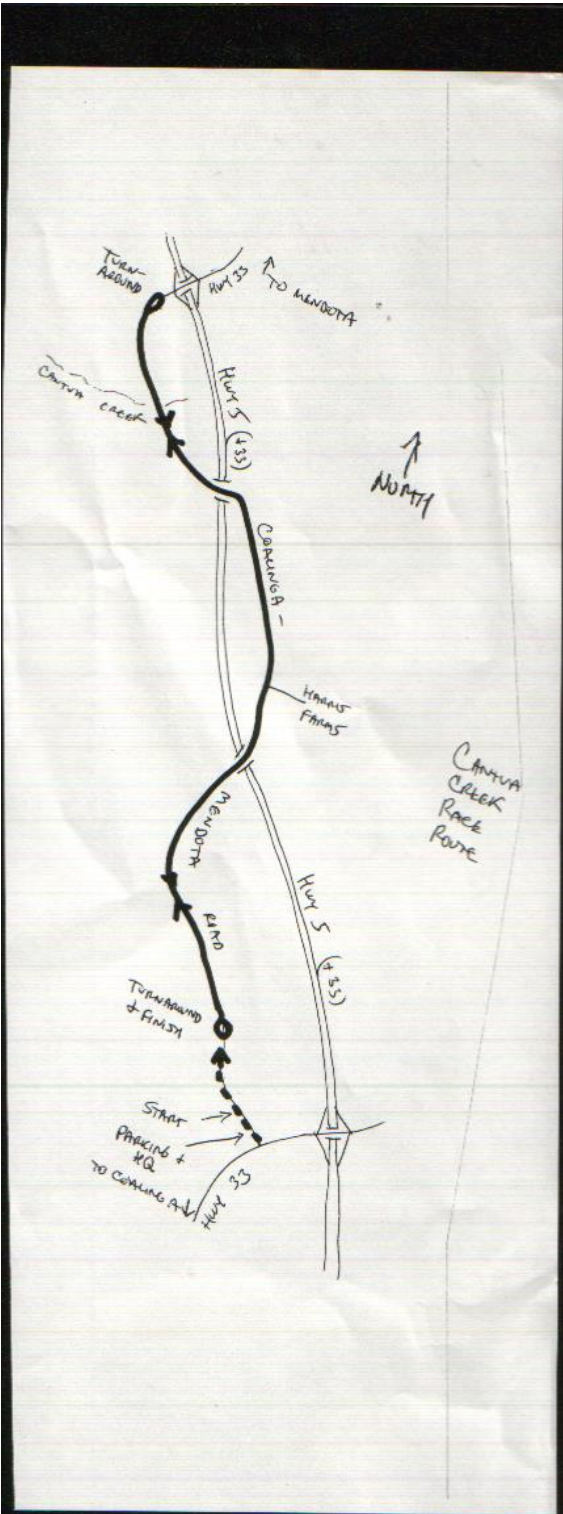 TURN-
AROUND
HWY 33
↑ TO MENDOTA
CANTUA CREEK
HWY 5 (+33)
↑
NORTH
COALINGA -
HARRIS
FARMS
CANTUA
CREEK
RACE
ROUTE
MENDOTA
HWY 5 (+33)
ROAD
TURNAROUND
+ FINISH
START
PARKING +
HQ
TO COALINGA
HWY 33